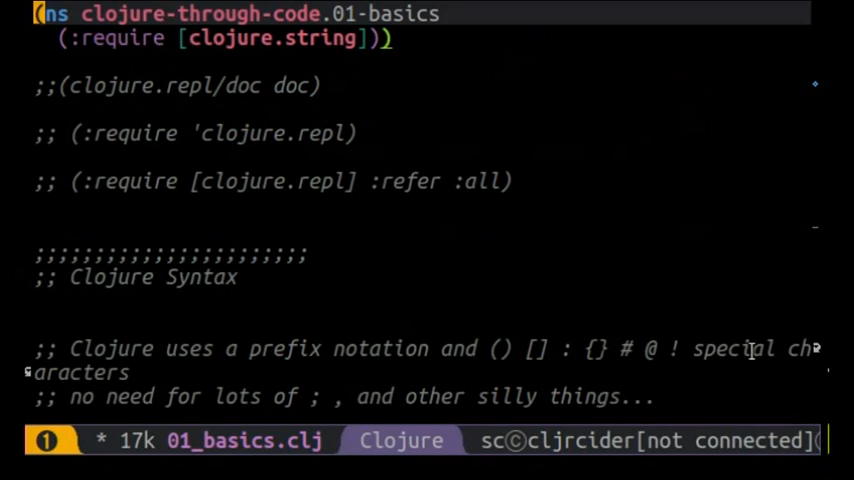 (ns clojure-through-code.01-basics
(:require [clojure.string]))
;;(clojure.repl/doc doc)
;; (:require 'clojure.repl)
;; (:require [clojure.repl] :refer :all)
;;;;;;;;;;;;;;;;;;;;;;;
;; Clojure Syntax
;; Clojure uses a prefix notation and () [] : {} # @ ! special ch
aracters
;; no need for lots of ; , and other silly things...
1 * 17k 01_basics.clj Clojure scⒸcljrcider[not connected]